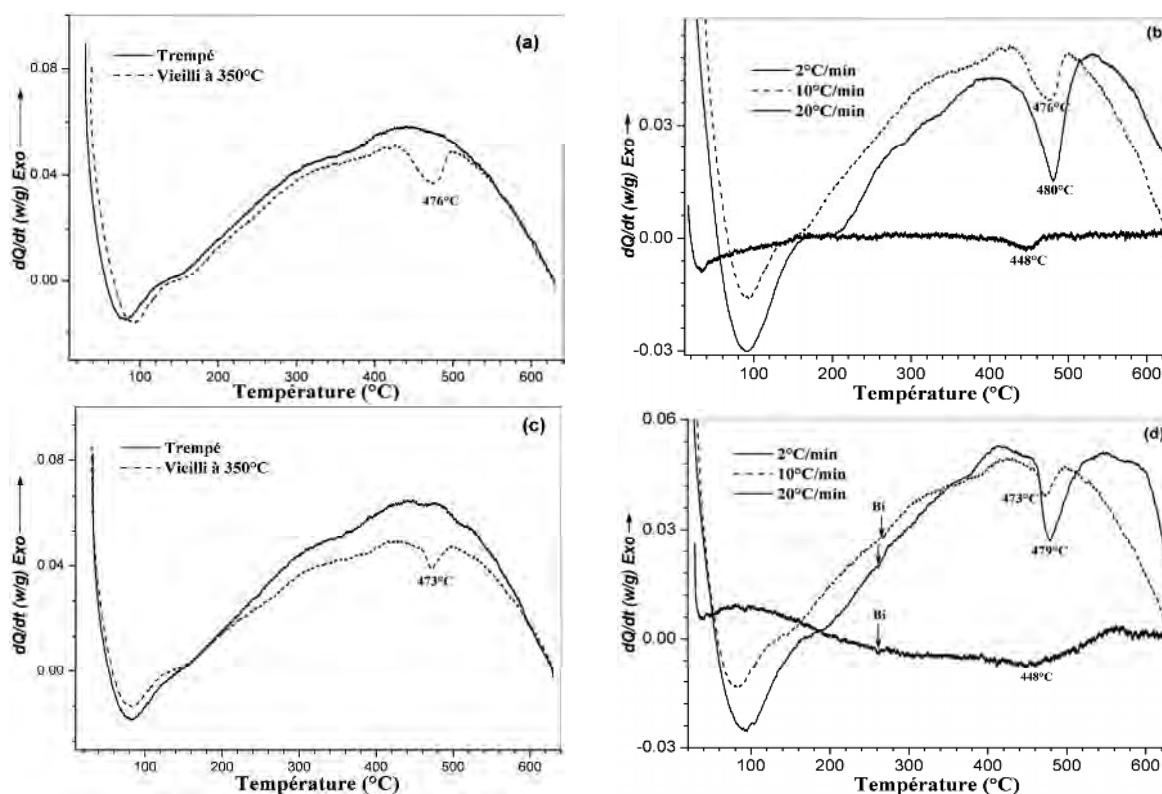 (a)
Trempé
Vieilli à 350°C
dQ/dt (w/g) Exo
0.08
0.04
0.00
476°C
100 200 300 400 500 600
Température (°C)
(b)
2°C/min
10°C/min
20°C/min
dQ/dt (w/g) Exo
0.03
0.00
-0.03
476°C
480°C
448°C
100 200 300 400 500 600
Température (°C)
(c)
Trempé
Vieilli à 350°C
dQ/dt (w/g) Exo
0.08
0.04
0.00
473°C
100 200 300 400 500 600
Température (°C)
(d)
2°C/min
10°C/min
20°C/min
dQ/dt (w/g) Exo
0.06
0.03
0.00
-0.03
Bi
Bi
473°C
479°C
448°C
100 200 300 400 500 600
Température (°C)